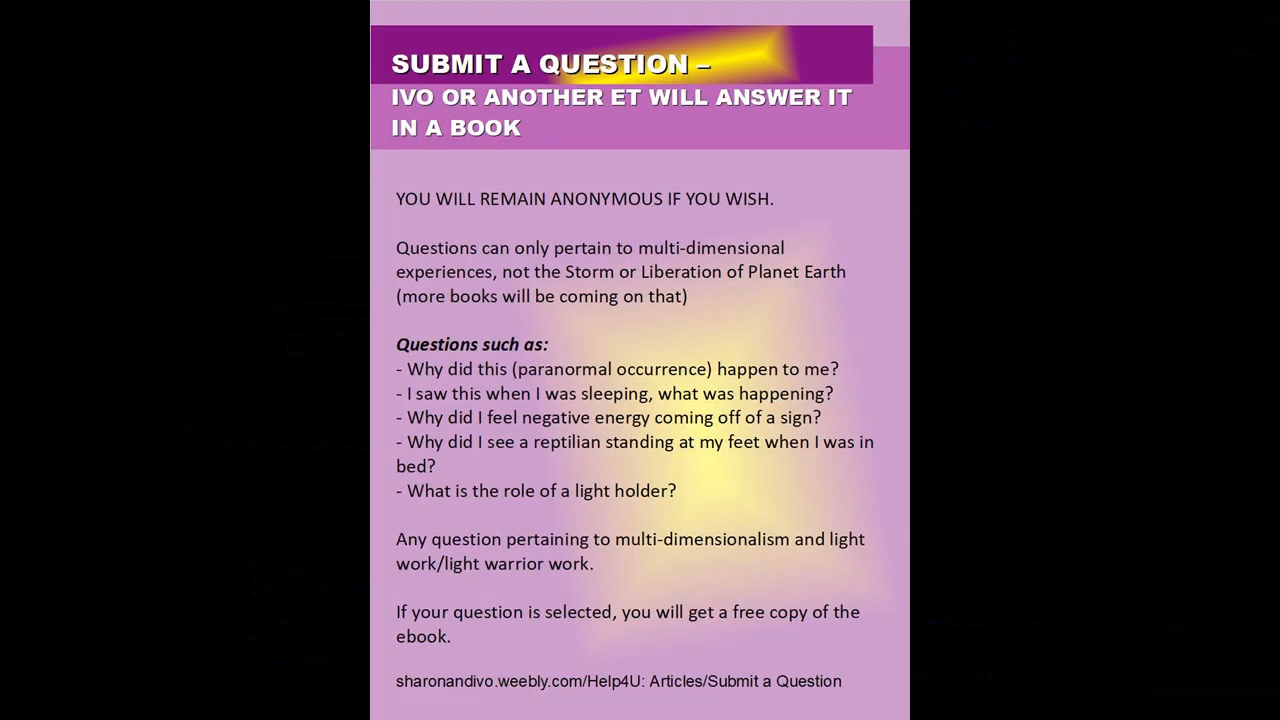 SUBMIT A QUESTION –
IVO OR ANOTHER ET WILL ANSWER IT
IN A BOOK
YOU WILL REMAIN ANONYMOUS IF YOU WISH.
Questions can only pertain to multi-dimensional
experiences, not the Storm or Liberation of Planet Earth
(more books will be coming on that)
Questions such as:
- Why did this (paranormal occurrence) happen to me?
- I saw this when I was sleeping, what was happening?
- Why did I feel negative energy coming off of a sign?
- Why did I see a reptilian standing at my feet when I was in
bed?
- What is the role of a light holder?
Any question pertaining to multi-dimensionalism and light
work/light warrior work.
If your question is selected, you will get a free copy of the
ebook.
sharonandivo.weebly.com/Help4U: Articles/Submit a Question